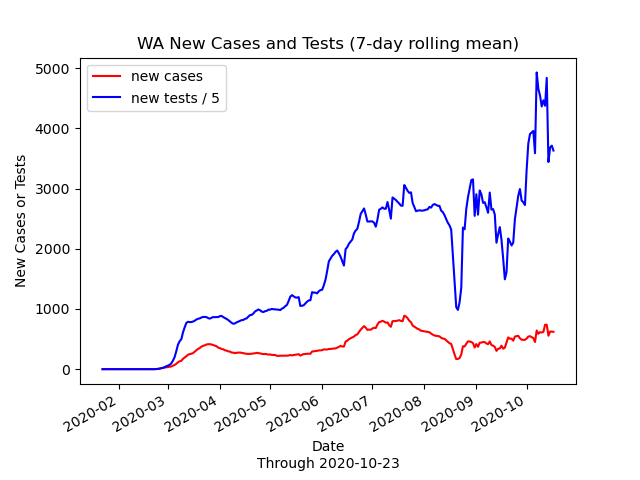 WA New Cases and Tests (7-day rolling mean)
new cases
new tests / 5
5000
4000
3000
2000
1000
0
New Cases or Tests
2020-02
2020-03
2020-04
2020-05
2020-06
2020-07
2020-08
2020-09
2020-10
Date
Through 2020-10-23